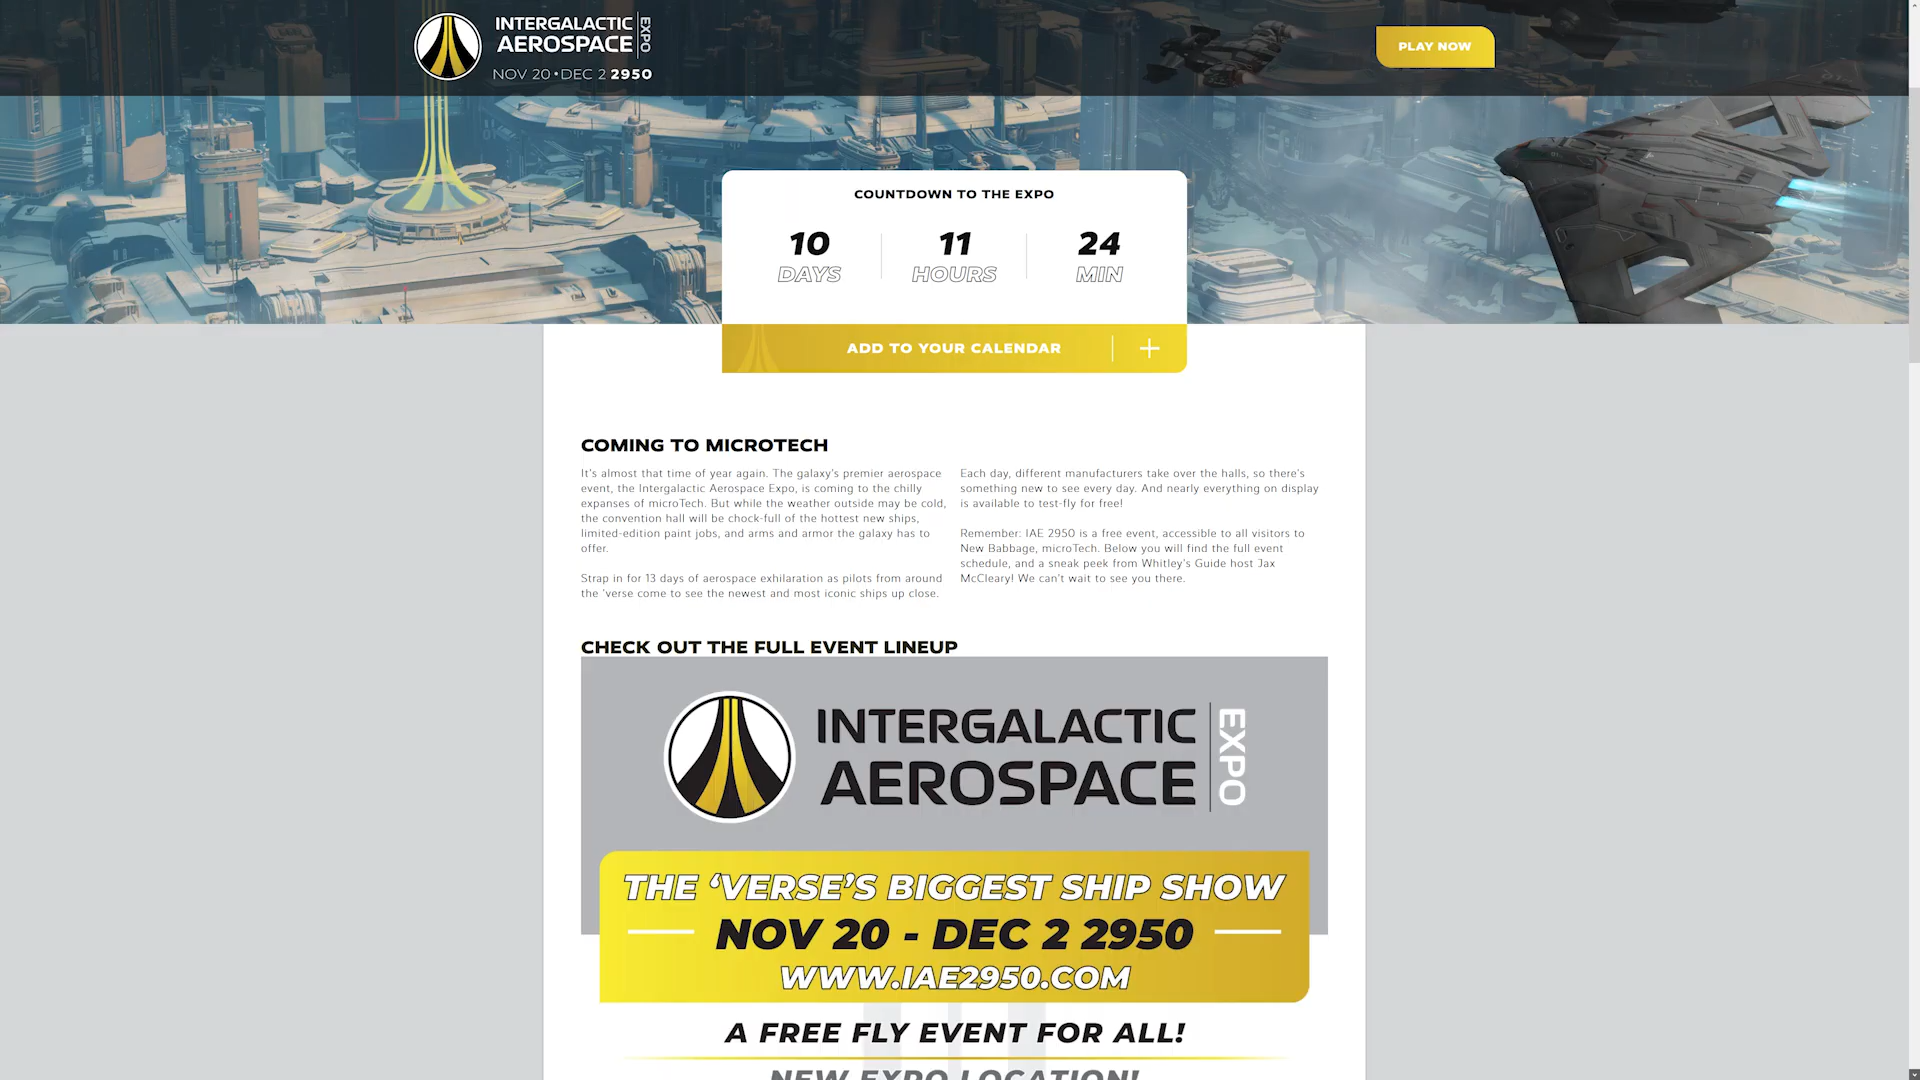 INTERGALACTIC
AEROSPACE
EXPO
NOV 20 • DEC 2 2950
PLAY NOW
COUNTDOWN TO THE EXPO
10 11 24
DAYS HOURS MIN
ADD TO YOUR CALENDAR +
COMING TO MICROTECH
It's almost that time of year again. The galaxy's premier aerospace
event, the Intergalactic Aerospace Expo, is coming to the chilly
expanses of microTech. But while the weather outside may be cold,
the convention hall will be chock-full of the hottest new ships,
limited-edition paint jobs, and arms and armor the galaxy has to
offer.
Strap in for 13 days of aerospace exhilaration as pilots from around
the 'verse come to see the newest and most iconic ships up close.
Each day, different manufacturers take over the halls, so there's
something new to see every day. And nearly everything on display
is available to test-fly for free!
Remember: IAE 2950 is a free event, accessible to all visitors to
New Babbage, microTech. Below you will find the full event
schedule, and a sneak peek from Whitley's Guide host Jax
McCleary! We can't wait to see you there.
CHECK OUT THE FULL EVENT LINEUP
INTERGALACTIC
AEROSPACE
EXPO
THE ‘VERSE’S BIGGEST SHIP SHOW
NOV 20 - DEC 2 2950
WWW.IAE2950.COM
A FREE FLY EVENT FOR ALL!
NEW EXPO LOCATION!